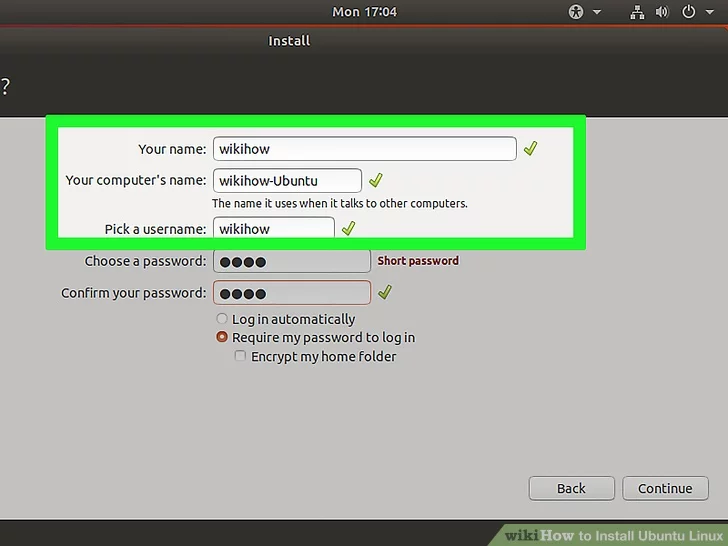 Mon 17:04
Install
?
Your name: wikihow
Your computer's name: wikihow-Ubuntu
The name it uses when it talks to other computers.
Pick a username: wikihow
Choose a password: ●●●● Short password
Confirm your password: ●●●●
Log in automatically
Require my password to log in
Encrypt my home folder
Back Continue
wikiHow to Install Ubuntu Linux